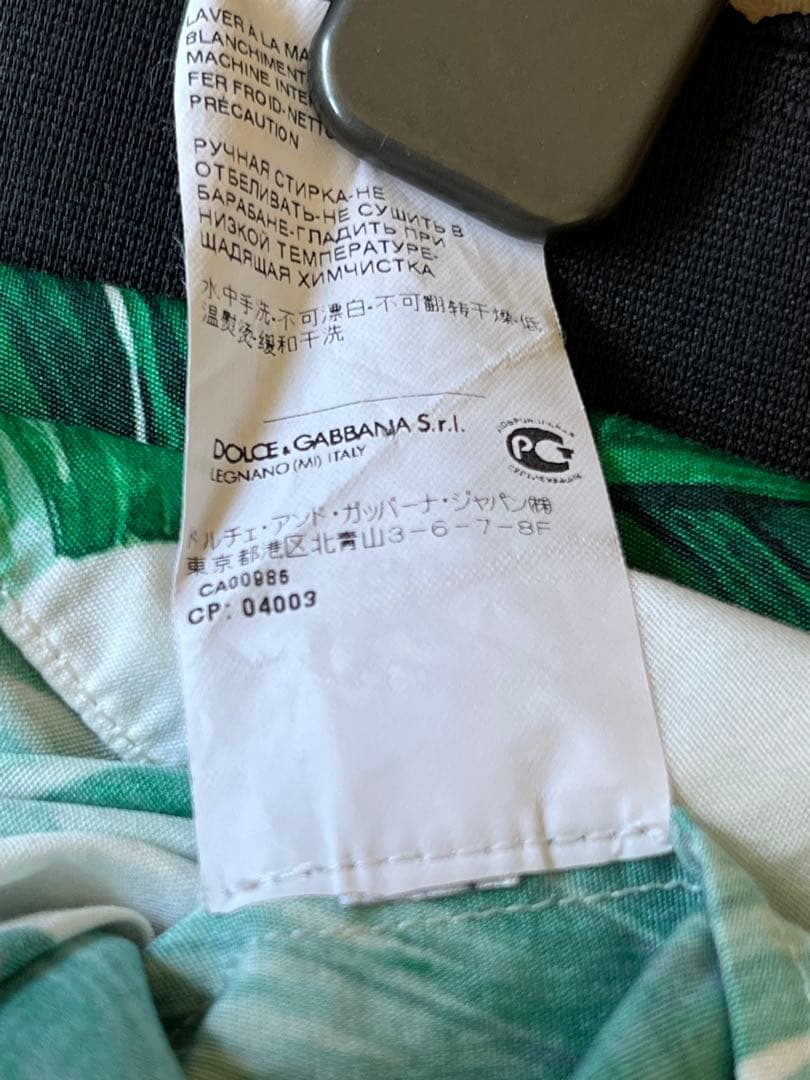 LAVER A LA MA
BLANCHIMENT
MACHINE INTE
FER FROID-NETTO
PRÉCAUTION
РУЧНАЯ СТИРКА-НЕ
ОТБЕЛИВАТЬ-НЕ СУШИТЬ В
БАРАБАНЕ-ГЛАДИТЬ ПРИ
НИЗКОЙ ТЕМПЕРАТУРЕ-
ЩАДЯЩАЯ ХИМЧИСТКА
水中手洗-不可漂白-不可翻转干燥-低
温熨烫-缓和干洗
DOLCE & GABBANA S.r.l.
LEGNANO (MI) ITALY
РСТ
ドルチェ・アンド・ガッバーナ・ジャパン(株)
東京都港区北青山3-6-7-8F
CA00985
CP: 04003